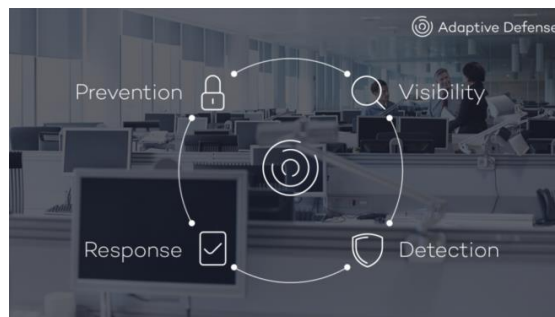 Adaptive Defense
Prevention
Visibility
Response
Detection